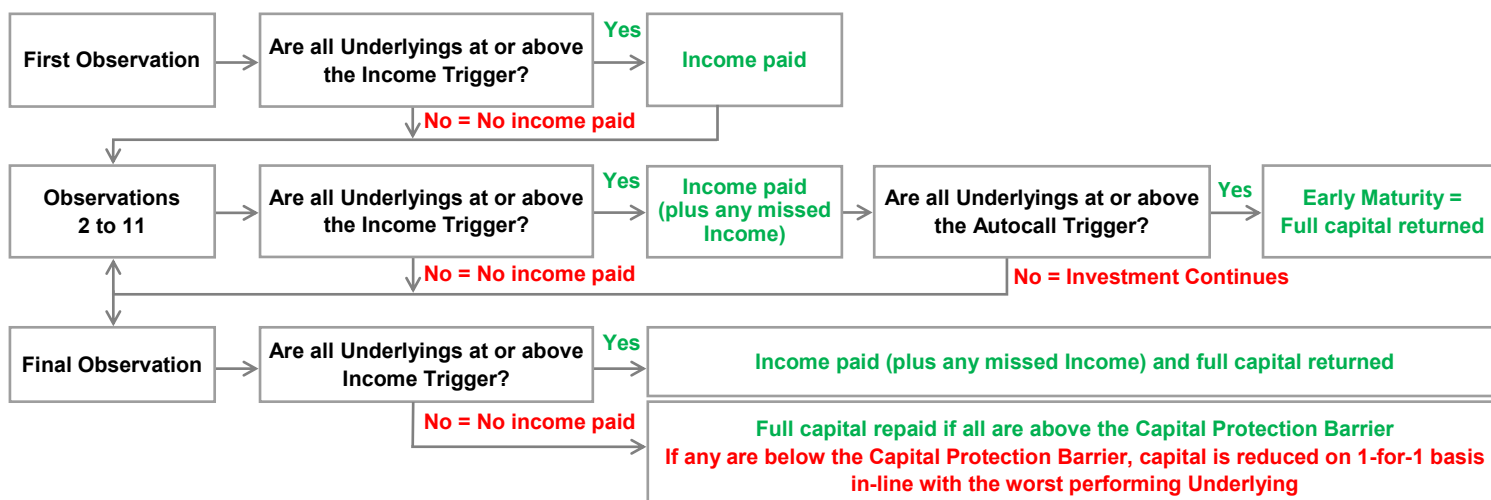 First Observation
Are all Underlyings at or above
the Income Trigger?
Yes
Income paid
No = No income paid
Observations
2 to 11
Are all Underlyings at or above
the Income Trigger?
Yes
Income paid
(plus any missed
Income)
Are all Underlyings at or above
the Autocall Trigger?
Yes
Early Maturity =
Full capital returned
No = No income paid
No = Investment Continues
Final Observation
Are all Underlyings at or above
Income Trigger?
Yes
Income paid (plus any missed Income) and full capital returned
No = No income paid
Full capital repaid if all are above the Capital Protection Barrier
If any are below the Capital Protection Barrier, capital is reduced on 1-for-1 basis
in-line with the worst performing Underlying